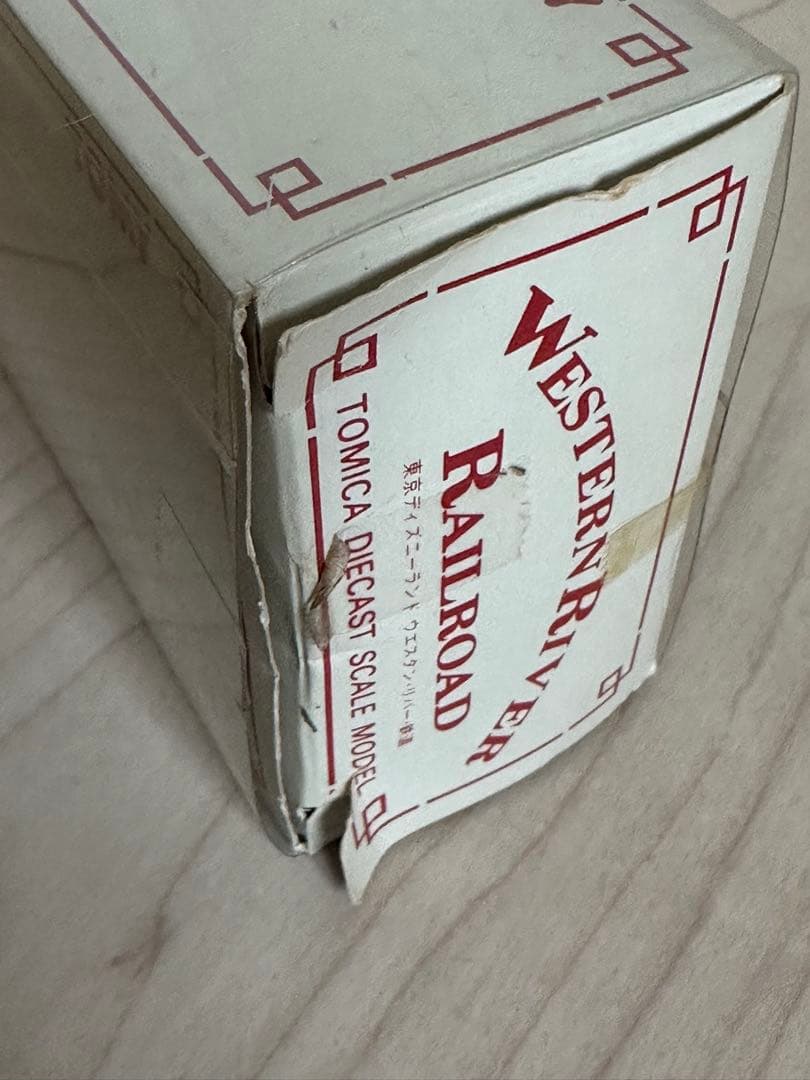 WESTERN RIVER
RAILROAD
東京ディズニーランド ウエスタンリバー鉄道
TOMICA DIECAST SCALE MODEL